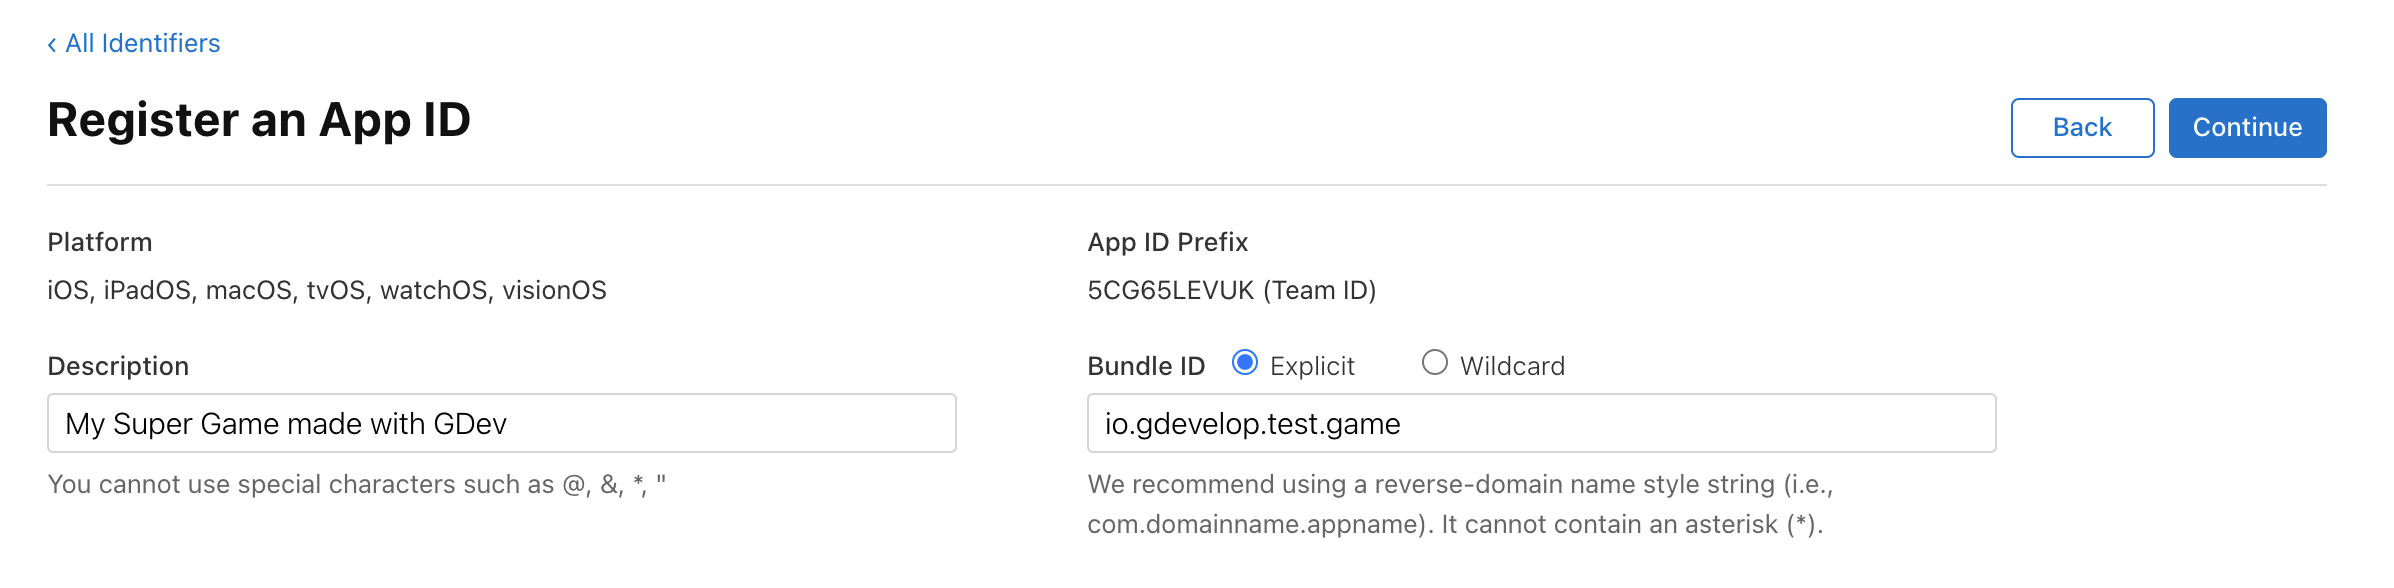 ‹ All Identifiers
Register an App ID
Back
Continue
Platform
iOS, iPadOS, macOS, tvOS, watchOS, visionOS
App ID Prefix
5CG65LEVUK (Team ID)
Description
My Super Game made with GDev
You cannot use special characters such as @, &, *, "
Bundle ID Explicit Wildcard
io.gdevelop.test.game
We recommend using a reverse-domain name style string (i.e.,
com.domainname.appname). It cannot contain an asterisk (*).